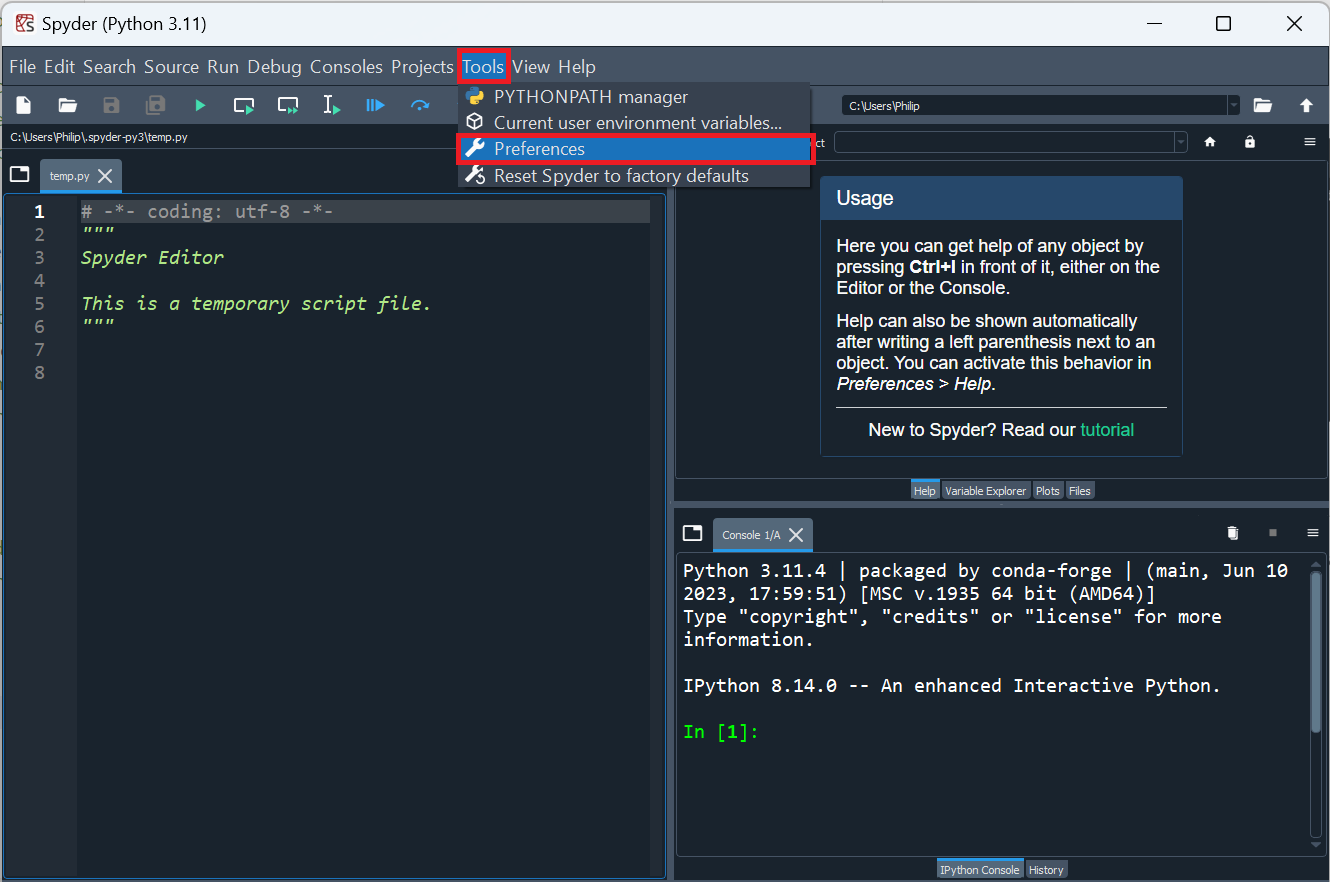 Spyder (Python 3.11)
File Edit Search Source Run Debug Consoles Projects Tools View Help
PYTHONPATH manager
Current user environment variables...
Preferences
Reset Spyder to factory defaults
C:\Users\Philip
C:\Users\Philip\.spyder-py3\temp.py
ct
temp.py
1 # -*- coding: utf-8 -*-
2 """
3 Spyder Editor
4
5 This is a temporary script file.
6 """
7
8
Usage
Here you can get help of any object by
pressing Ctrl+I in front of it, either on the
Editor or the Console.
Help can also be shown automatically
after writing a left parenthesis next to an
object. You can activate this behavior in
Preferences > Help.
New to Spyder? Read our tutorial
Help Variable Explorer Plots Files
Console 1/A
Python 3.11.4 | packaged by conda-forge | (main, Jun 10
2023, 17:59:51) [MSC v.1935 64 bit (AMD64)]
Type "copyright", "credits" or "license" for more
information.
IPython 8.14.0 -- An enhanced Interactive Python.
In [1]:
IPython Console History